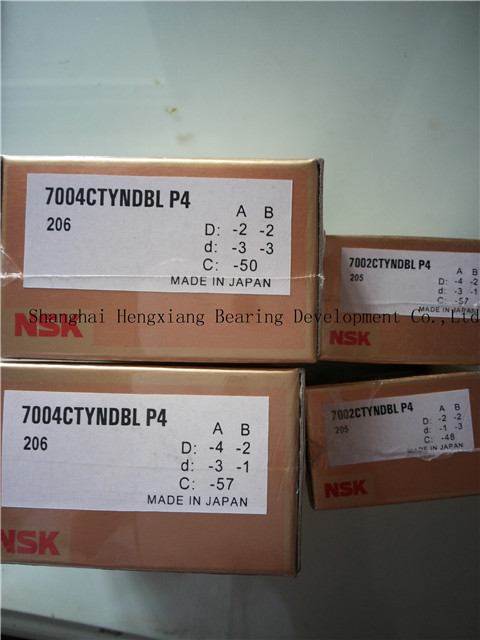 7004CTYNDBL P4
206
A B
D: -2 -2
d: -3 -3
C: -50
MADE IN JAPAN
NSK
7002CTYNDBL P4
205
A B
D: -4 -2
d: -3 -1
C: -57
MADE IN JAPAN
NSK
Shanghai Hengxiang Bearing Development Co.,Ltd
7004CTYNDBL P4
206
A B
D: -4 -2
d: -3 -1
C: -57
MADE IN JAPAN
NSK
7002CTYNDBL P4
205
A B
D: -2 -2
d: -1 -3
C: -48
MADE IN JAPAN
NSK